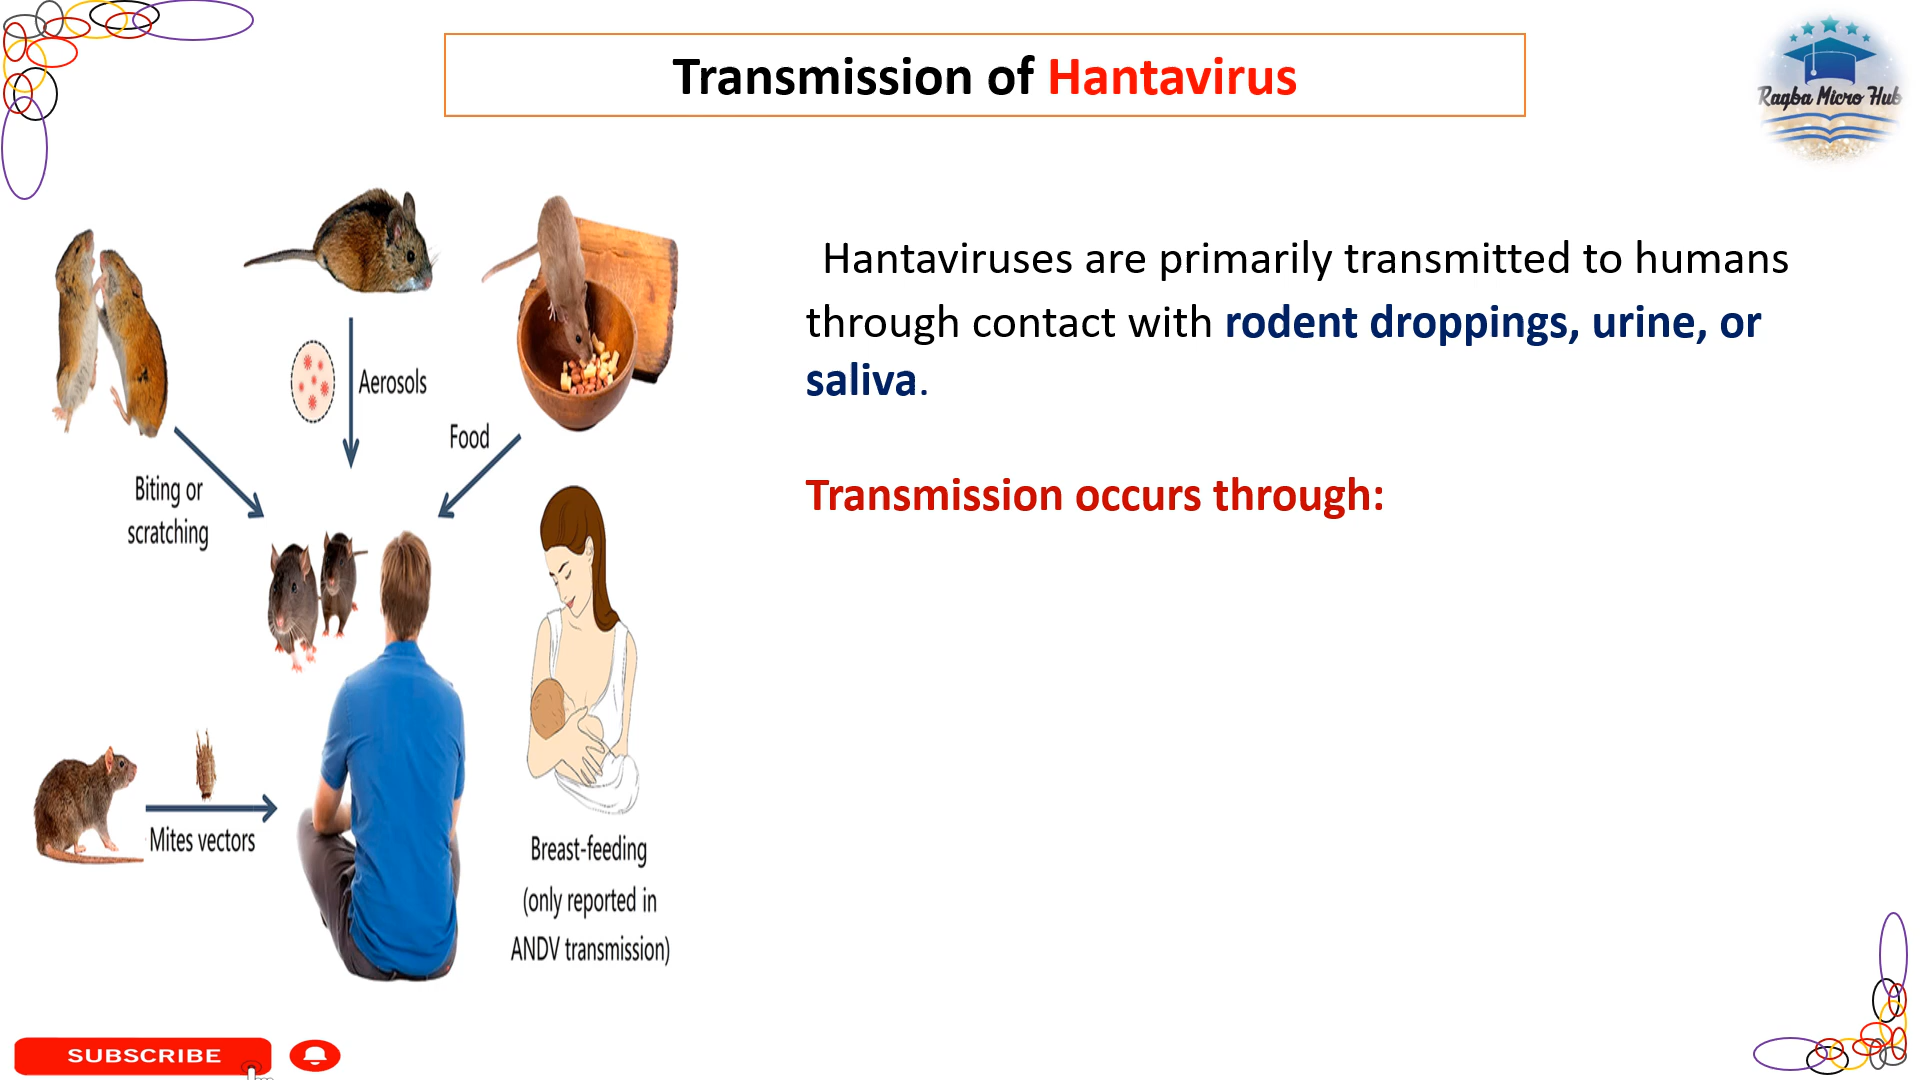 Transmission of Hantavirus
Ragba Micro Hub
Hantaviruses are primarily transmitted to humans
through contact with rodent droppings, urine, or
saliva.
Transmission occurs through:
Aerosols
Food
Biting or
scratching
Mites vectors
Breast-feeding
(only reported in
ANDV transmission)
SUBSCRIBE